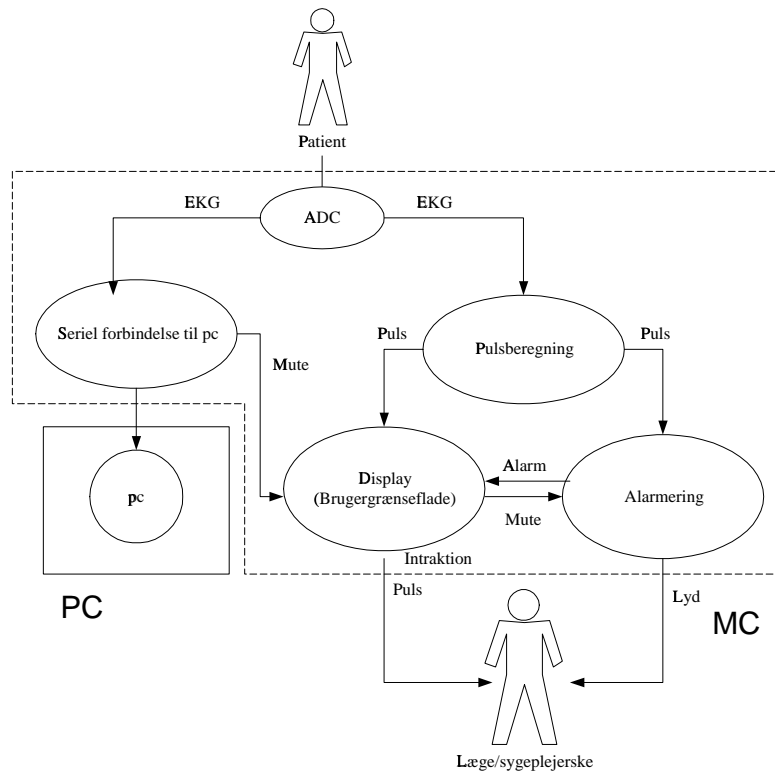 Patient
EKG
ADC
EKG
Seriel forbindelse til pc
Mute
Puls
Pulsberegning
Puls
pc
Display
(Brugergrænseflade)
Alarm
Mute
Alarmering
Intraktion
PC
Puls
Lyd
MC
Læge/sygeplejerske